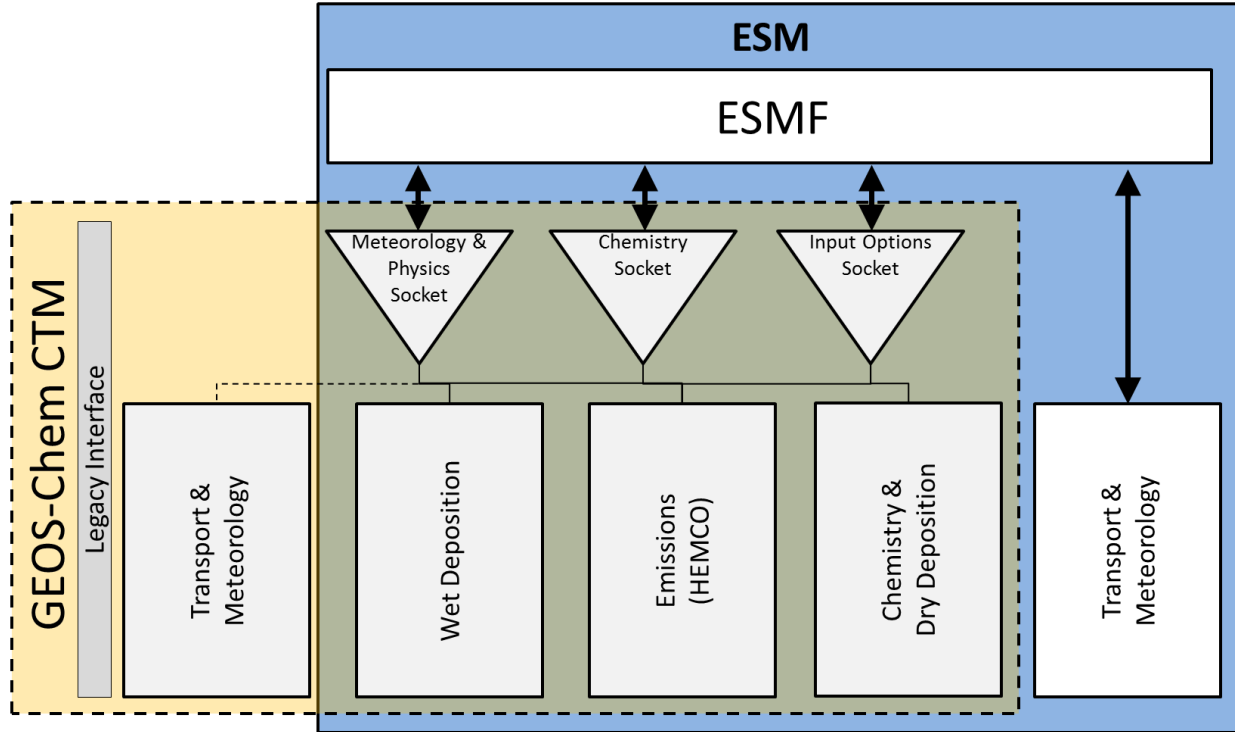 ESM
ESMF
Meteorology &
Physics
Socket
Chemistry
Socket
Input Options
Socket
GEOS-Chem CTM
Legacy Interface
Transport &
Meteorology
Wet Deposition
Emissions
(HEMCO)
Chemistry &
Dry Deposition
Transport &
Meteorology